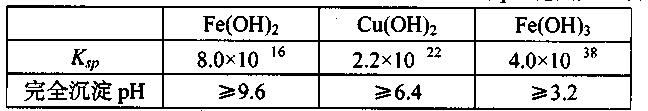 Fe(OH)₂ Cu(OH)₂ Fe(OH)₃
Ksp 8.0×10 ¹⁶ 2.2×10 ²² 4.0×10 ³⁸
完全沉淀 pH ≥9.6 ≥6.4 ≥3.2